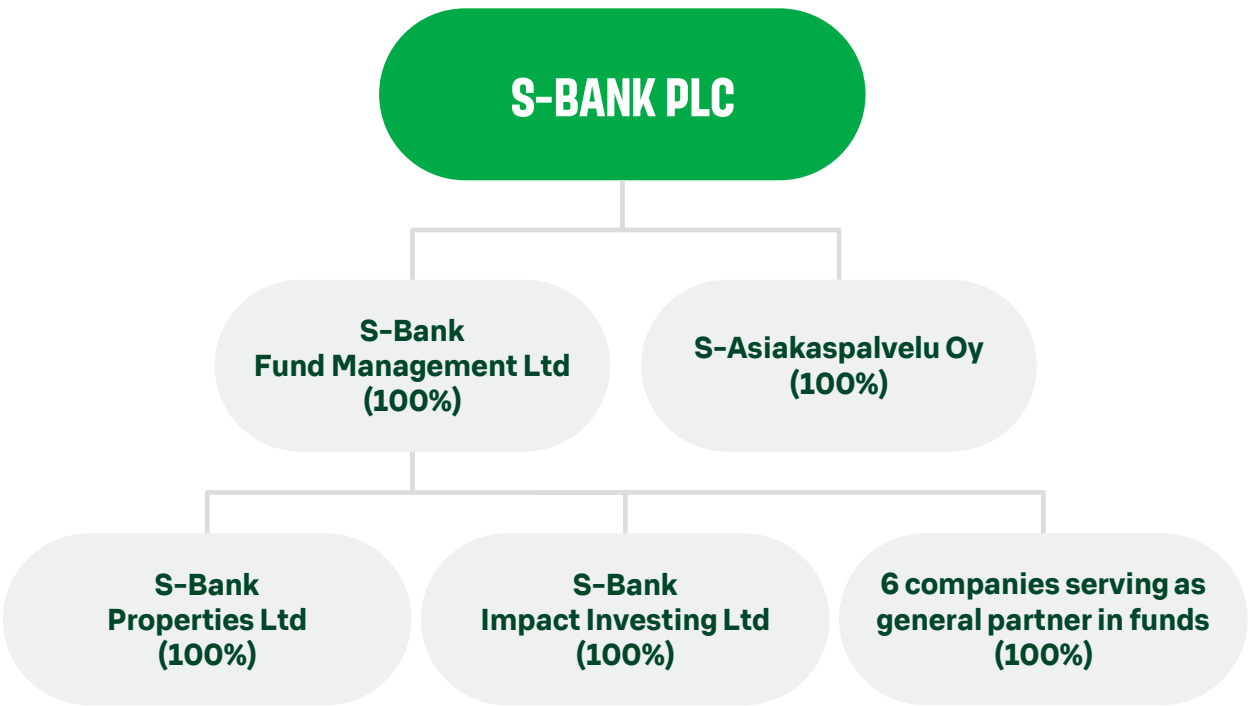 S-BANK PLC
S-Bank
Fund Management Ltd
(100%)
S-Asiakaspalvelu Oy
(100%)
S-Bank
Properties Ltd
(100%)
S-Bank
Impact Investing Ltd
(100%)
6 companies serving as
general partner in funds
(100%)